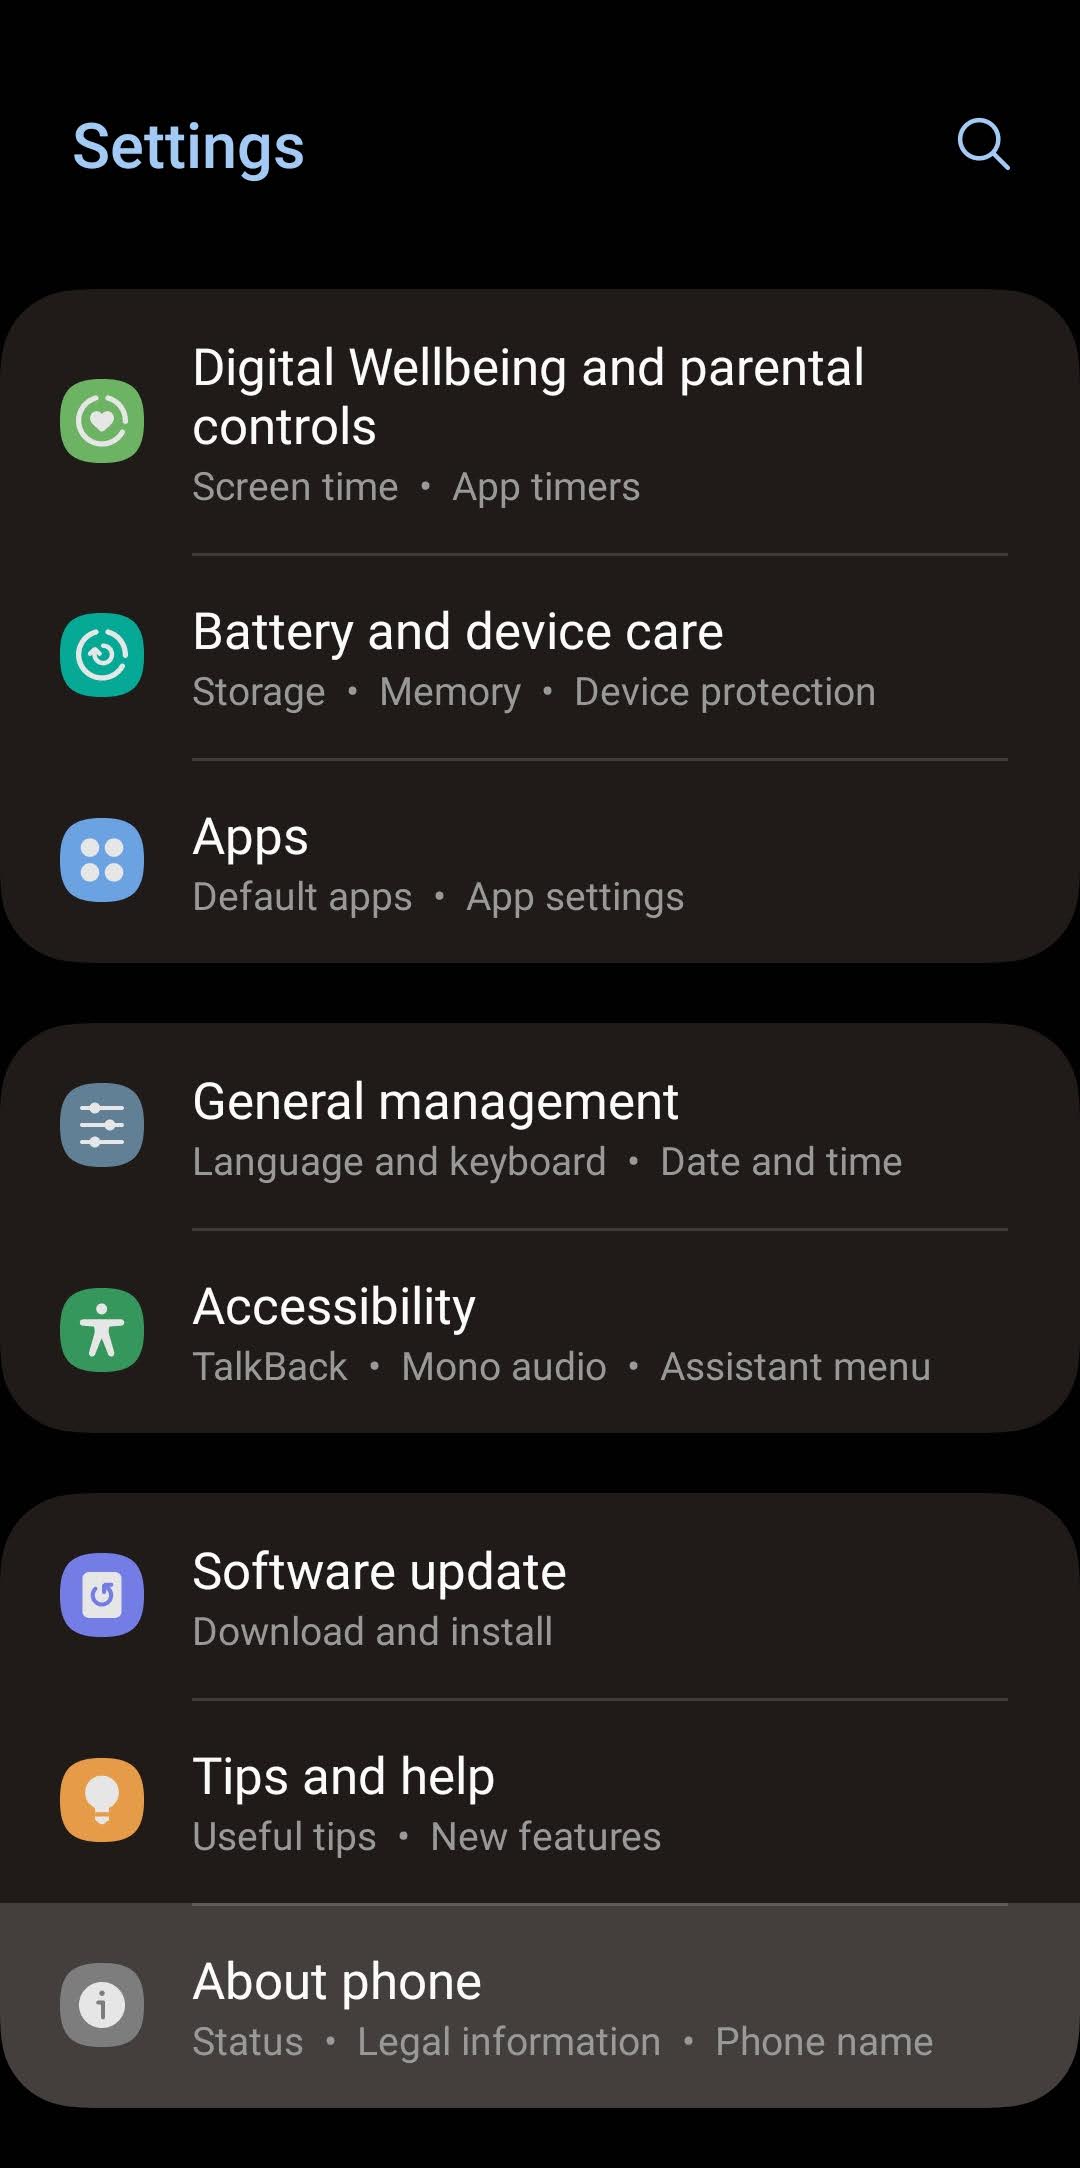 Settings
Digital Wellbeing and parental
controls
Screen time • App timers
Battery and device care
Storage • Memory • Device protection
Apps
Default apps • App settings
General management
Language and keyboard • Date and time
Accessibility
TalkBack • Mono audio • Assistant menu
Software update
Download and install
Tips and help
Useful tips • New features
About phone
Status • Legal information • Phone name